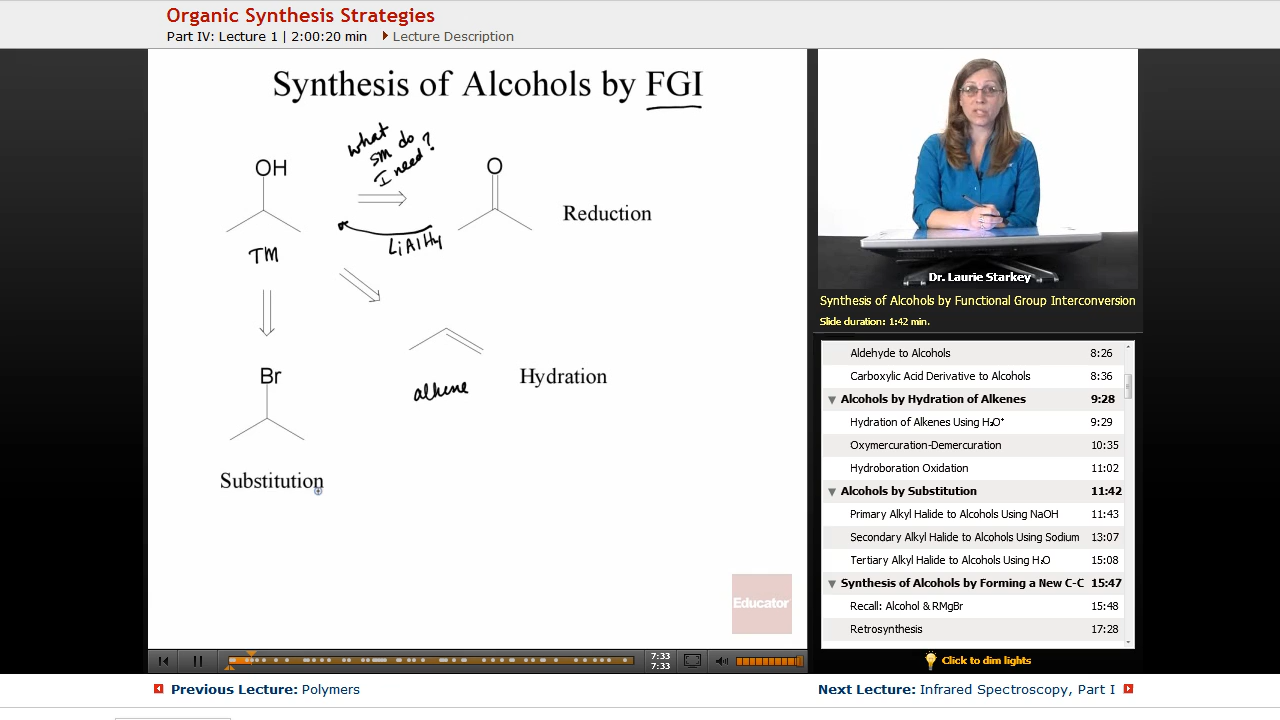 Organic Synthesis Strategies
Part IV: Lecture 1 | 2:00:20 min
Lecture Description
Synthesis of Alcohols by FGI
what
SM do
I need?
OH
O
Reduction
LiAlH4
TM
Br
alkene
Hydration
Substitution
Educator
7:33
7:33
Dr. Laurie Starkey
Synthesis of Alcohols by Functional Group Interconversion
Slide duration: 1:42 min.
Aldehyde to Alcohols 8:26
Carboxylic Acid Derivative to Alcohols 8:36
Alcohols by Hydration of Alkenes 9:28
Hydration of Alkenes Using H₃O⁺ 9:29
Oxymercuration-Demercuration 10:35
Hydroboration Oxidation 11:02
Alcohols by Substitution 11:42
Primary Alkyl Halide to Alcohols Using NaOH 11:43
Secondary Alkyl Halide to Alcohols Using Sodium 13:07
Tertiary Alkyl Halide to Alcohols Using H₂O 15:08
Synthesis of Alcohols by Forming a New C-C 15:47
Recall: Alcohol & RMgBr 15:48
Retrosynthesis 17:28
Click to dim lights
Previous Lecture: Polymers
Next Lecture: Infrared Spectroscopy, Part I